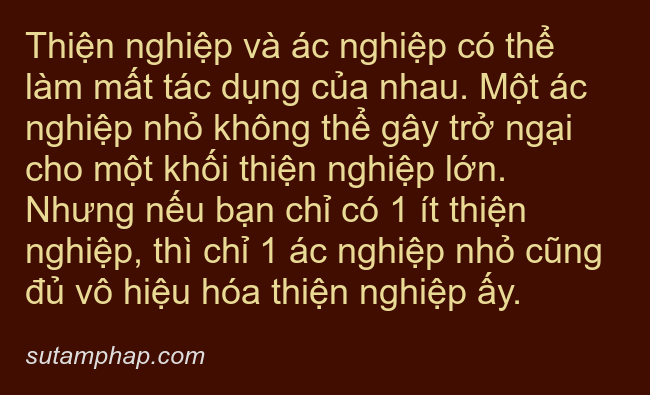 Thiện nghiệp và ác nghiệp có thể
làm mất tác dụng của nhau. Một ác
nghiệp nhỏ không thể gây trở ngại
cho một khối thiện nghiệp lớn.
Nhưng nếu bạn chỉ có 1 ít thiện
nghiệp, thì chỉ 1 ác nghiệp nhỏ cũng
đủ vô hiệu hóa thiện nghiệp ấy.
sutamphap.com